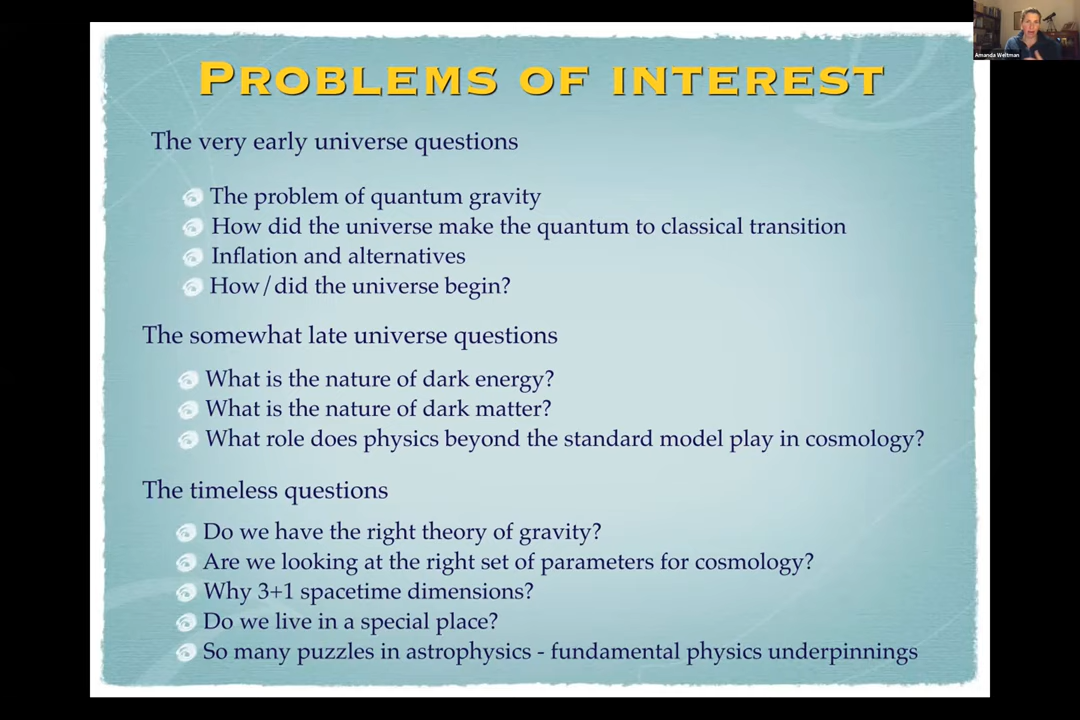 PROBLEMS OF INTEREST
Amanda Weltman
The very early universe questions
The problem of quantum gravity
How did the universe make the quantum to classical transition
Inflation and alternatives
How/did the universe begin?
The somewhat late universe questions
What is the nature of dark energy?
What is the nature of dark matter?
What role does physics beyond the standard model play in cosmology?
The timeless questions
Do we have the right theory of gravity?
Are we looking at the right set of parameters for cosmology?
Why 3+1 spacetime dimensions?
Do we live in a special place?
So many puzzles in astrophysics - fundamental physics underpinnings